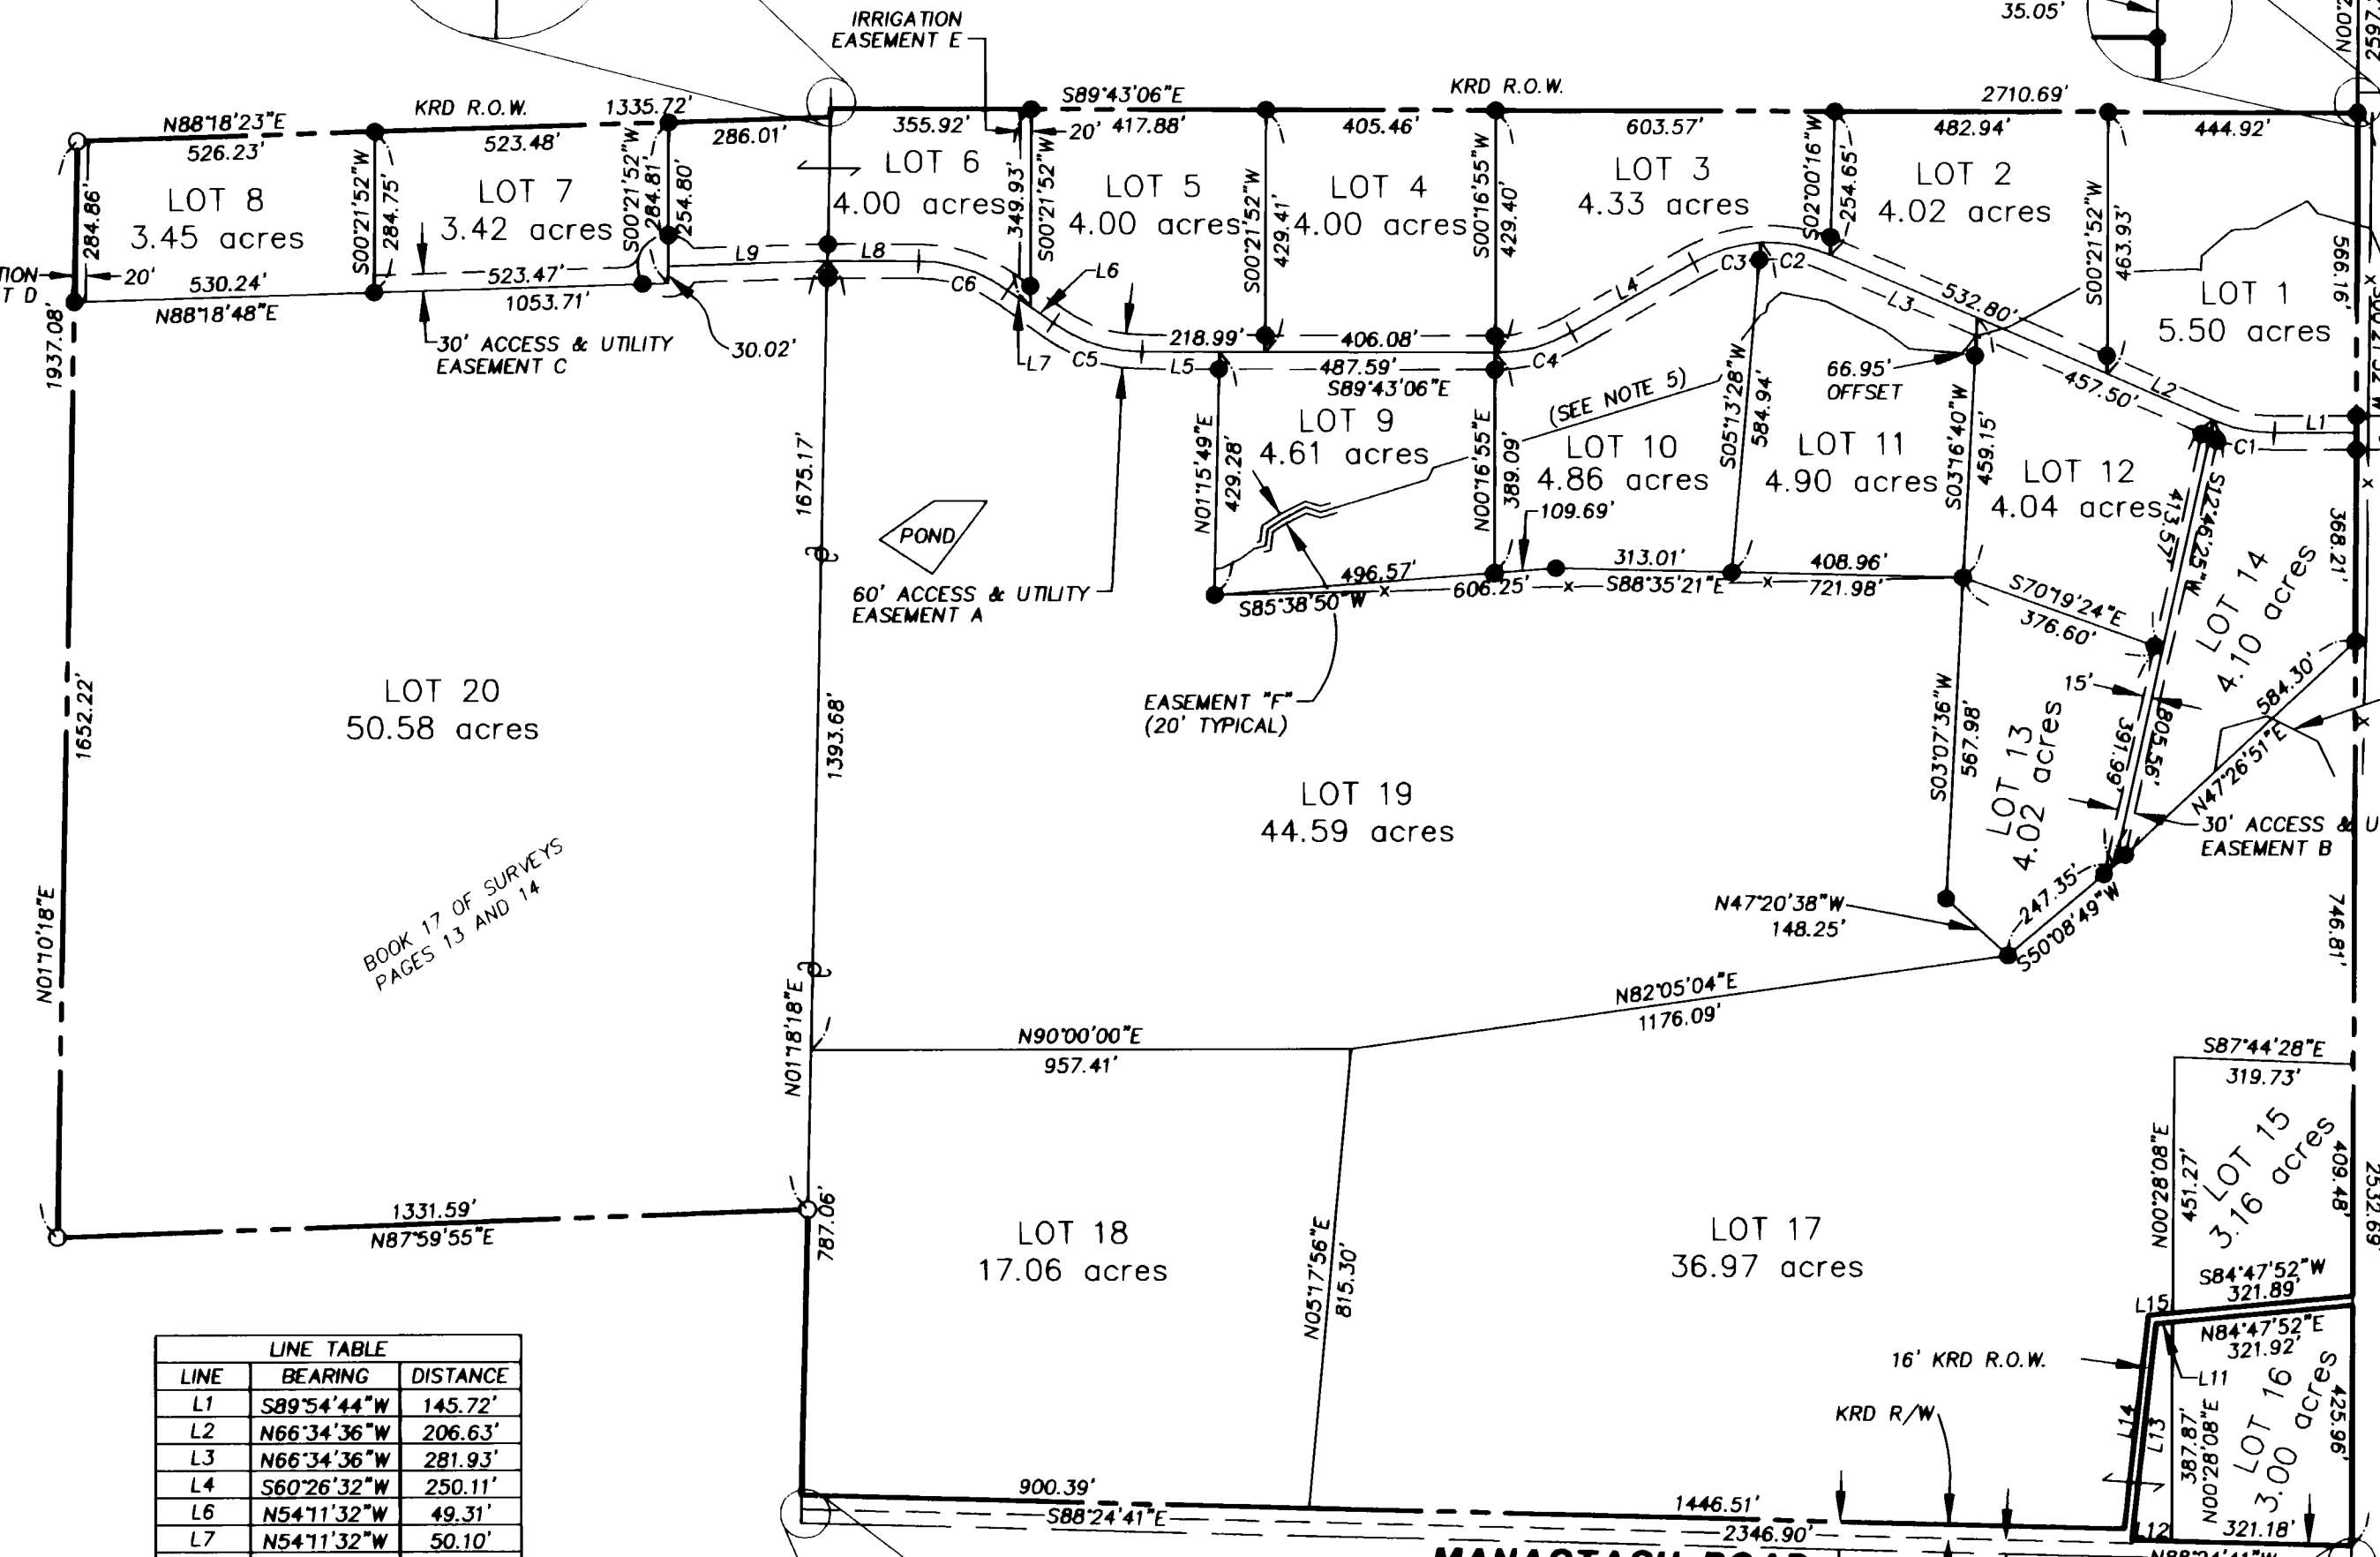 IRRIGATION
EASEMENT E
35.05'
N88°18'23"E
526.23'
KRD R.O.W.
523.48'
1335.72'
286.01'
355.92'
20'
S89°43'06"E
417.88'
KRD R.O.W.
405.46'
603.57'
2710.69'
482.94'
444.92'
LOT 8
3.45 acres
284.86'
20'
S00°21'52"W
284.75'
LOT 7
3.42 acres
S00°21'52"W
284.81'
254.80'
LOT 6
4.00 acres
349.93'
S00°21'52"W
LOT 5
4.00 acres
S00°21'52"W
429.41'
LOT 4
4.00 acres
S00°16'55"W
429.40'
LOT 3
4.33 acres
S02°00'16"W
254.65'
LOT 2
4.02 acres
S00°21'52"W
463.93'
LOT 1
5.50 acres
566.16'
530.24'
N88°18'48"E
523.47'
1053.71'
30' ACCESS & UTILITY
EASEMENT C
30.02'
L9
L8
C6
L6
L7
C5
L5
218.99'
406.08'
487.59'
S89°43'06"E
C4
L4
C3
C2
L3
532.80'
457.50'
L2
C1
L1
66.95'
OFFSET
(SEE NOTE 5)
1937.08'
1652.22'
N01°10'18"E
1675.17'
1393.68'
N01°18'18"E
787.06'
POND
60' ACCESS & UTILITY
EASEMENT A
N01°15'49"E
429.28'
LOT 9
4.61 acres
N00°16'55"E
389.09'
109.69'
LOT 10
4.86 acres
S05°13'28"W
584.94'
LOT 11
4.90 acres
S03°16'40"W
459.15'
LOT 12
4.04 acres
413.57'
S12°46'25"W
LOT 14
4.10 acres
368.21'
496.57'
S85°38'50"W
606.25'
313.01'
S88°35'21"E
408.96'
721.98'
S70°19'24"E
376.60'
EASEMENT "F"
(20' TYPICAL)
S03°07'36"W
567.98'
LOT 13
4.02 acres
15'
391.99'
805.56'
584.30'
N47°26'51"E
30' ACCESS & U
EASEMENT B
247.35'
S50°08'49"W
N47°20'38"W
148.25'
746.81'
LOT 20
50.58 acres
LOT 19
44.59 acres
BOOK 17 OF SURVEYS
PAGES 13 AND 14
N82°05'04"E
1176.09'
N90°00'00"E
957.41'
S87°44'28"E
319.73'
LOT 15
3.16 acres
N00°28'08"E
451.27'
409.48'
2532.69'
1331.59'
N87°59'55"E
LOT 18
17.06 acres
N05°17'56"E
815.30'
LOT 17
36.97 acres
S84°47'52"W
321.89'
L15
N84°47'52"E
321.92'
L11
16' KRD R.O.W.
KRD R/W
L14
L13
387.87'
N00°28'08"E
LOT 16
3.00 acres
425.96'
L12
321.18'
900.39'
S88°24'41"E
1446.51'
2346.90'
LINE TABLE
LINE BEARING DISTANCE
L1 S89°54'44"W 145.72'
L2 N66°34'36"W 206.63'
L3 N66°34'36"W 281.93'
L4 S60°26'32"W 250.11'
L6 N54°11'32"W 49.31'
L7 N54°11'32"W 50.10'